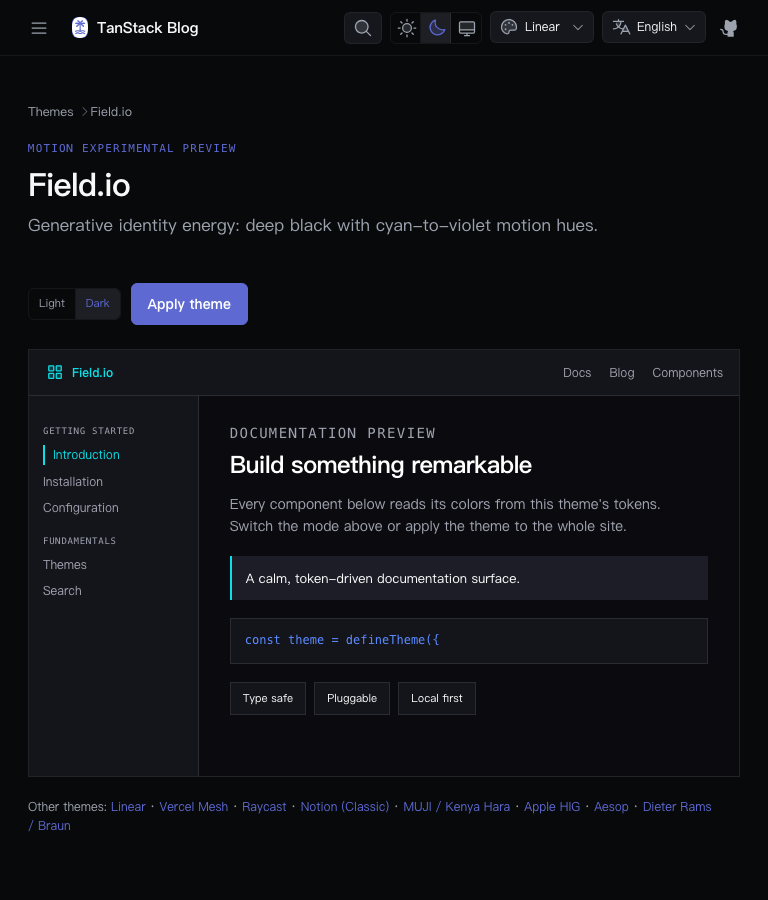 TanStack Blog
Linear
English
Themes
Field.io
MOTION EXPERIMENTAL PREVIEW
Field.io
Generative identity energy: deep black with cyan-to-violet motion hues.
Light
Dark
Apply theme
Field.io
Docs
Blog
Components
GETTING STARTED
Introduction
Installation
Configuration
FUNDAMENTALS
Themes
Search
DOCUMENTATION PREVIEW
Build something remarkable
Every component below reads its colors from this theme's tokens.
Switch the mode above or apply the theme to the whole site.
A calm, token-driven documentation surface.
const theme = defineTheme({
Type safe
Pluggable
Local first
Other themes: Linear · Vercel Mesh · Raycast · Notion (Classic) · MUJI / Kenya Hara · Apple HIG · Aesop · Dieter Rams
/ Braun